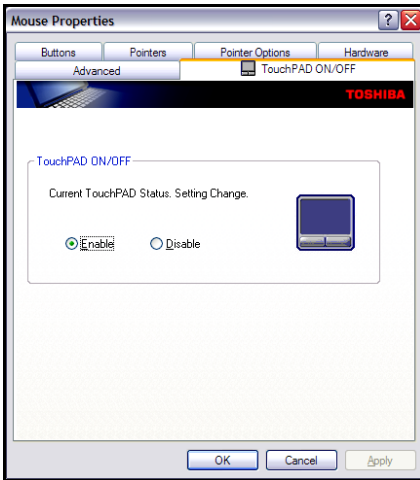 Mouse Properties
Buttons Pointers Pointer Options Hardware
Advanced TouchPAD ON/OFF
TOSHIBA
TouchPAD ON/OFF
Current TouchPAD Status. Setting Change.
Enable Disable
OK Cancel Apply